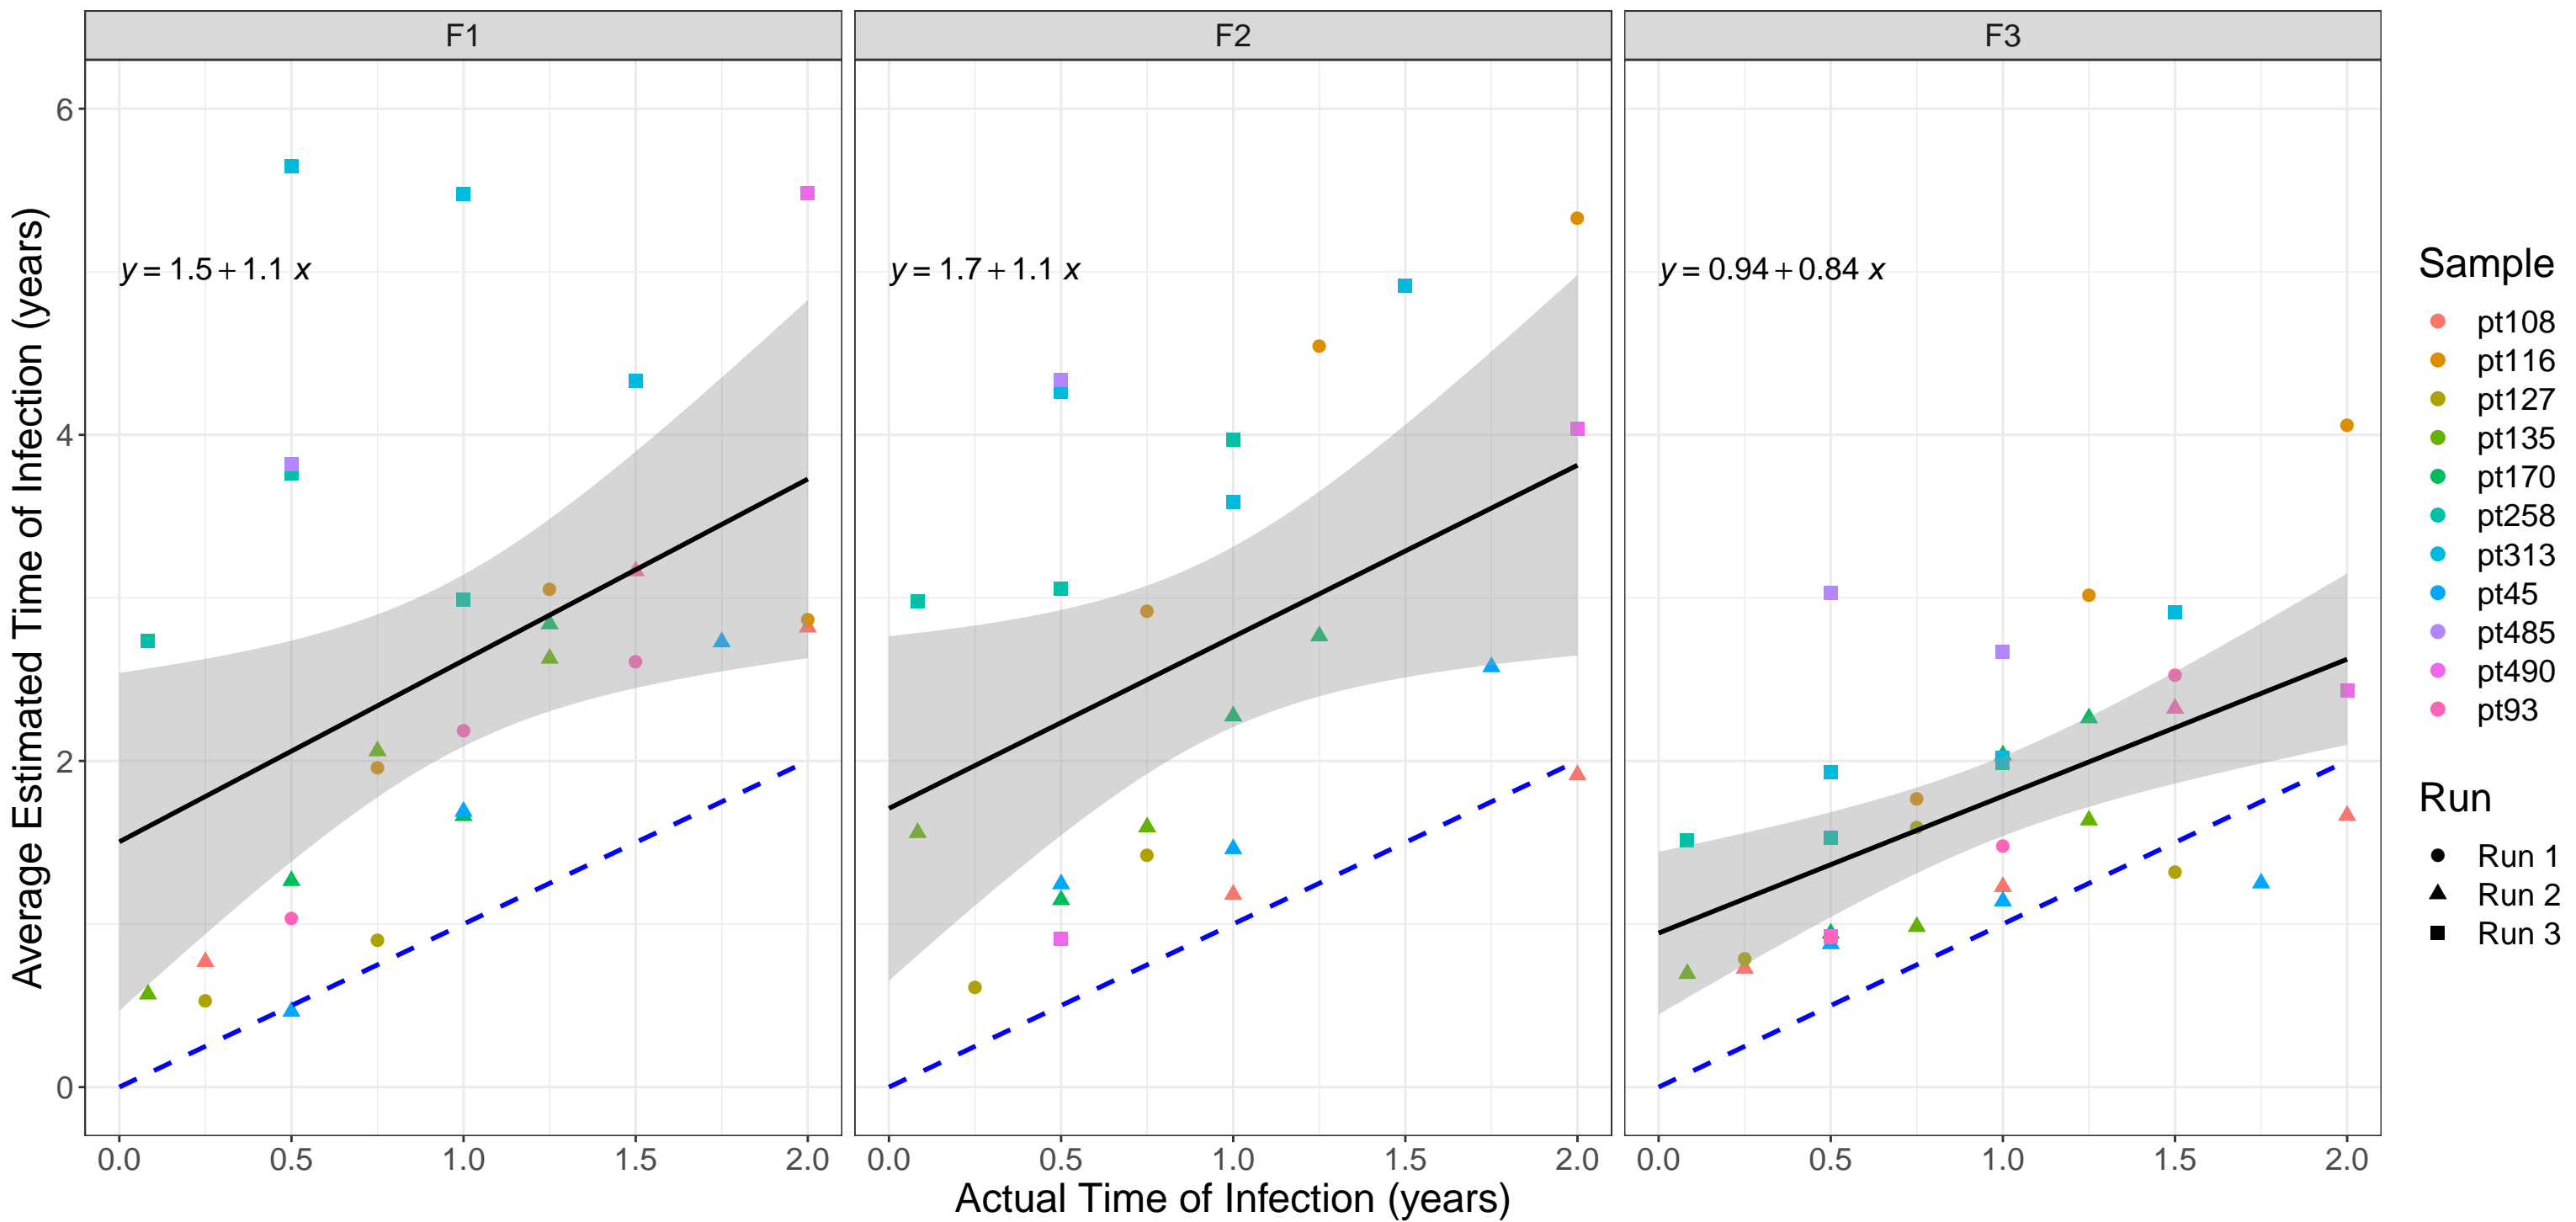 F1 F2 F3
6
4
2
0
Average Estimated Time of Infection (years)
y = 1.5 + 1.1 x
y = 1.7 + 1.1 x
y = 0.94 + 0.84 x
0.0 0.5 1.0 1.5 2.0
0.0 0.5 1.0 1.5 2.0
0.0 0.5 1.0 1.5 2.0
Actual Time of Infection (years)
Sample
pt108
pt116
pt127
pt135
pt170
pt258
pt313
pt45
pt485
pt490
pt93
Run
Run 1
Run 2
Run 3